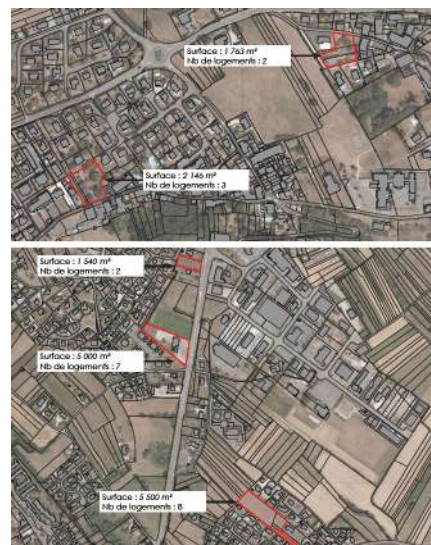 Surface : 1 763 m²
Nb de logements : 2
Surface : 2 146 m²
Nb de logements : 3
Surface : 1 540 m²
Nb de logements : 2
Surface : 5 000 m²
Nb de logements : 7
Surface : 5 500 m²
Nb de logements : 8